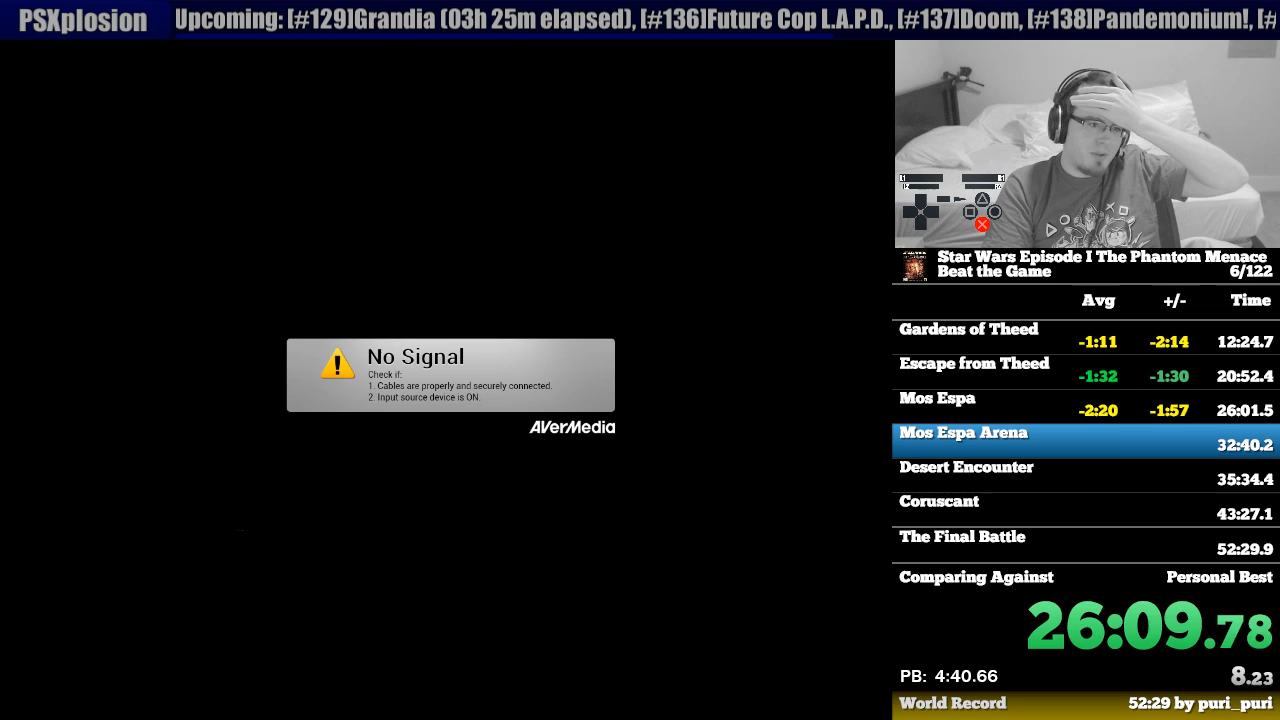 PSXplosion
Upcoming: [#129]Grandia (03h 25m elapsed), [#136]Future Cop L.A.P.D., [#137]Doom, [#138]Pandemonium!, [#
Star Wars Episode I The Phantom Menace
Beat the Game 6/122
Avg +/- Time
Gardens of Theed -1:11 -2:14 12:24.7
Escape from Theed -1:32 -1:30 20:52.4
Mos Espa -2:20 -1:57 26:01.5
Mos Espa Arena 32:40.2
Desert Encounter 35:34.4
Coruscant 43:27.1
The Final Battle 52:29.9
Comparing Against Personal Best
26:09.78
PB: 4:40.66 8.23
World Record 52:29 by puri_puri
No Signal
Check if:
1. Cables are properly and securely connected.
2. Input source device is ON.
AVerMedia